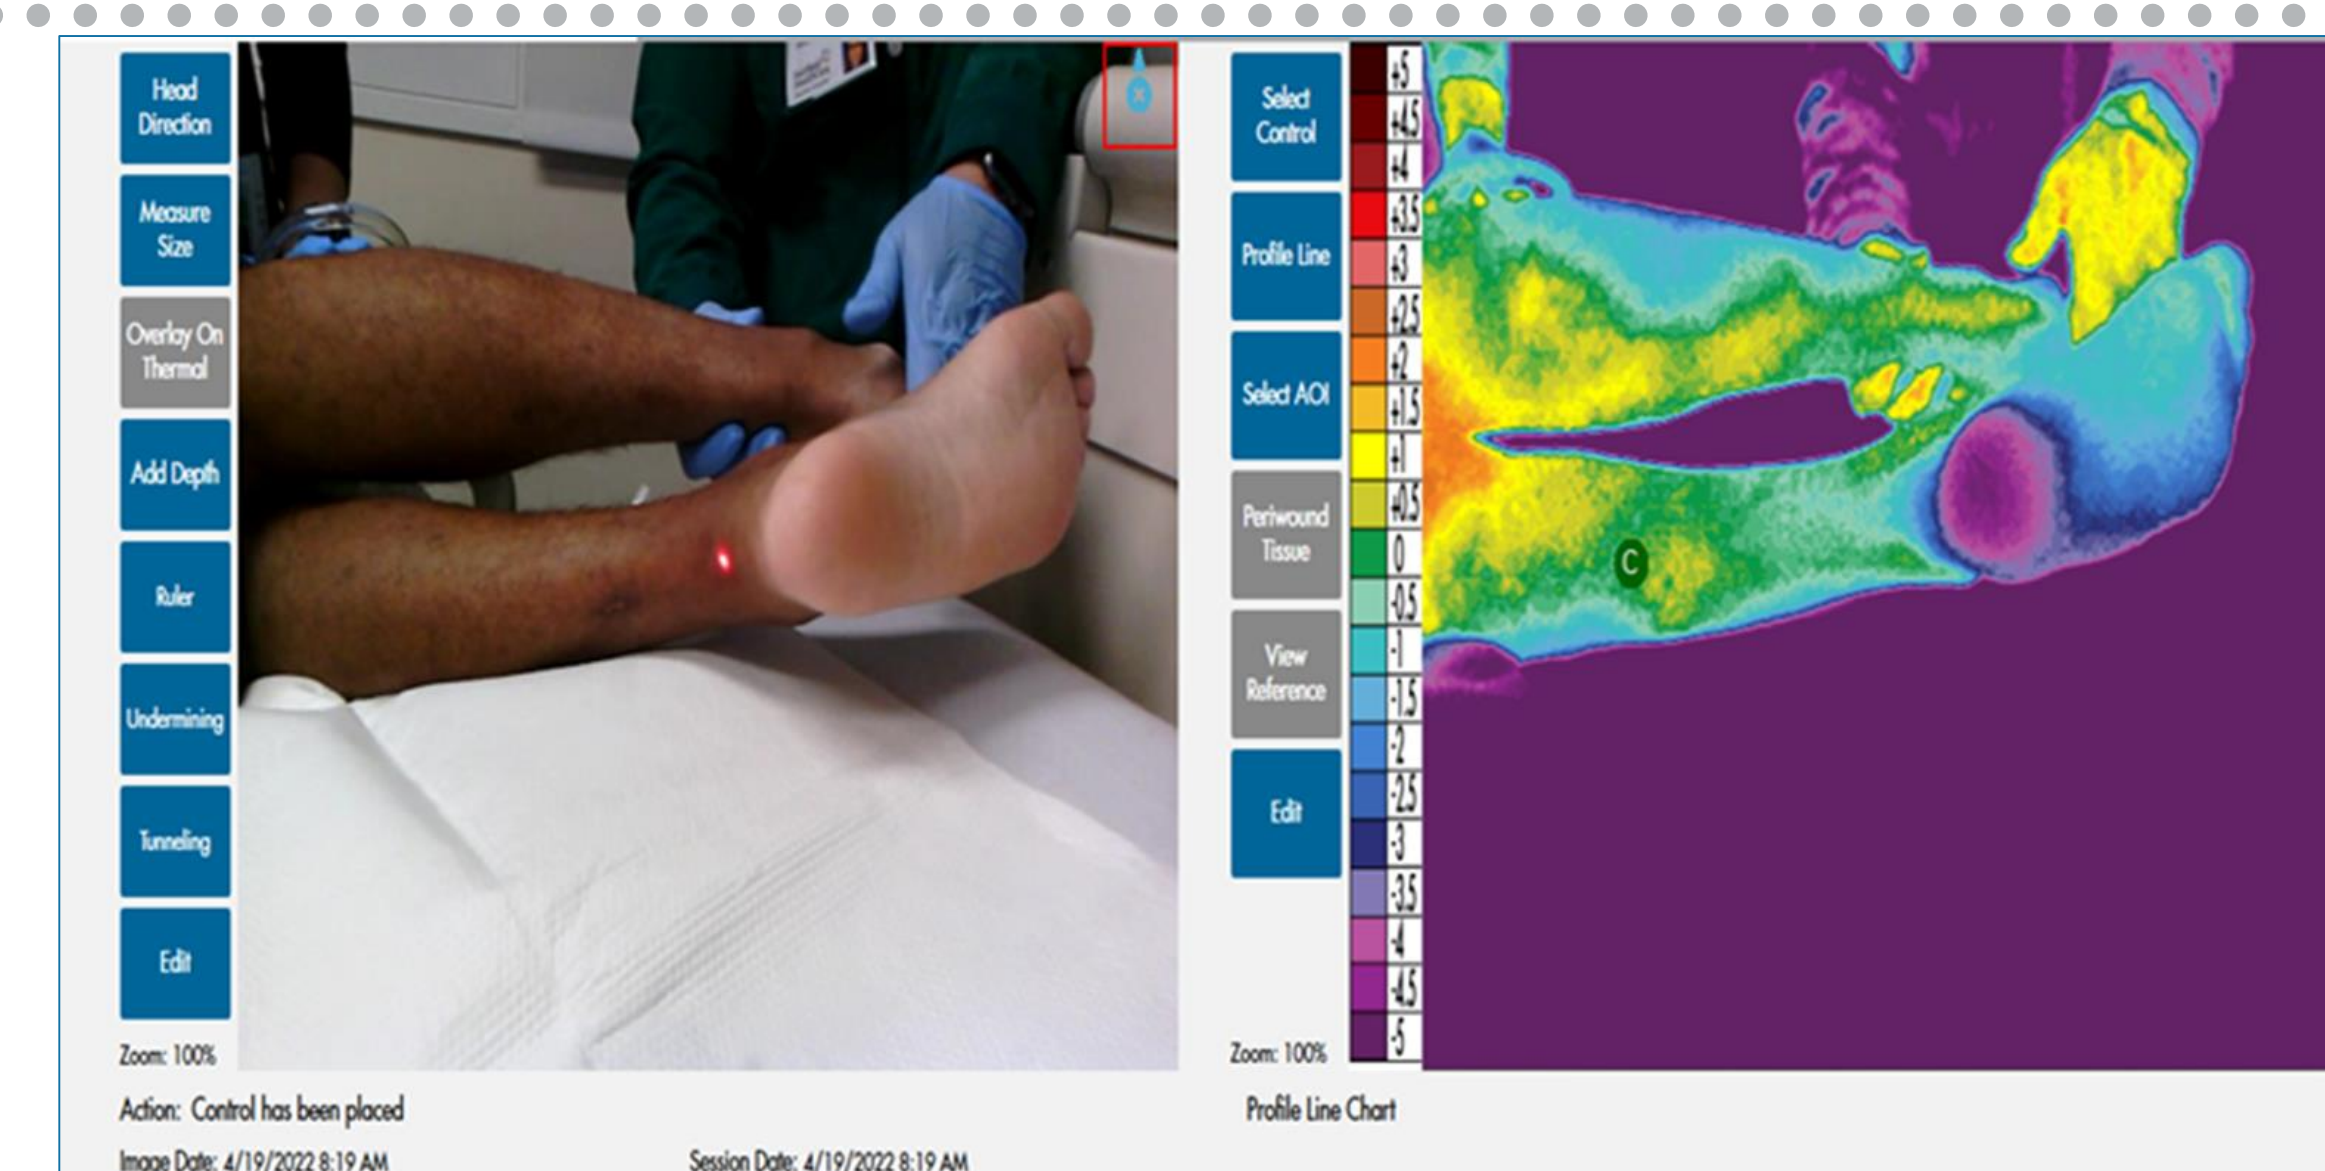 Head
Direction
Measure
Size
Overlay On
Thermal
Add Depth
Ruler
Undermining
Tunneling
Edit
Zoom: 100%
Select
Control
Profile Line
Select AOI
Periwound
Tissue
View
Reference
Edit
Zoom: 100%
+5
+4.5
+4
+3.5
+3
+2.5
+2
+1.5
+1
+0.5
0
-0.5
-1
-1.5
-2
-2.5
-3
-3.5
-4
-4.5
-5
C
Action: Control has been placed
Profile Line Chart
Image Date: 4/19/2022 8:19 AM
Session Date: 4/19/2022 8:19 AM